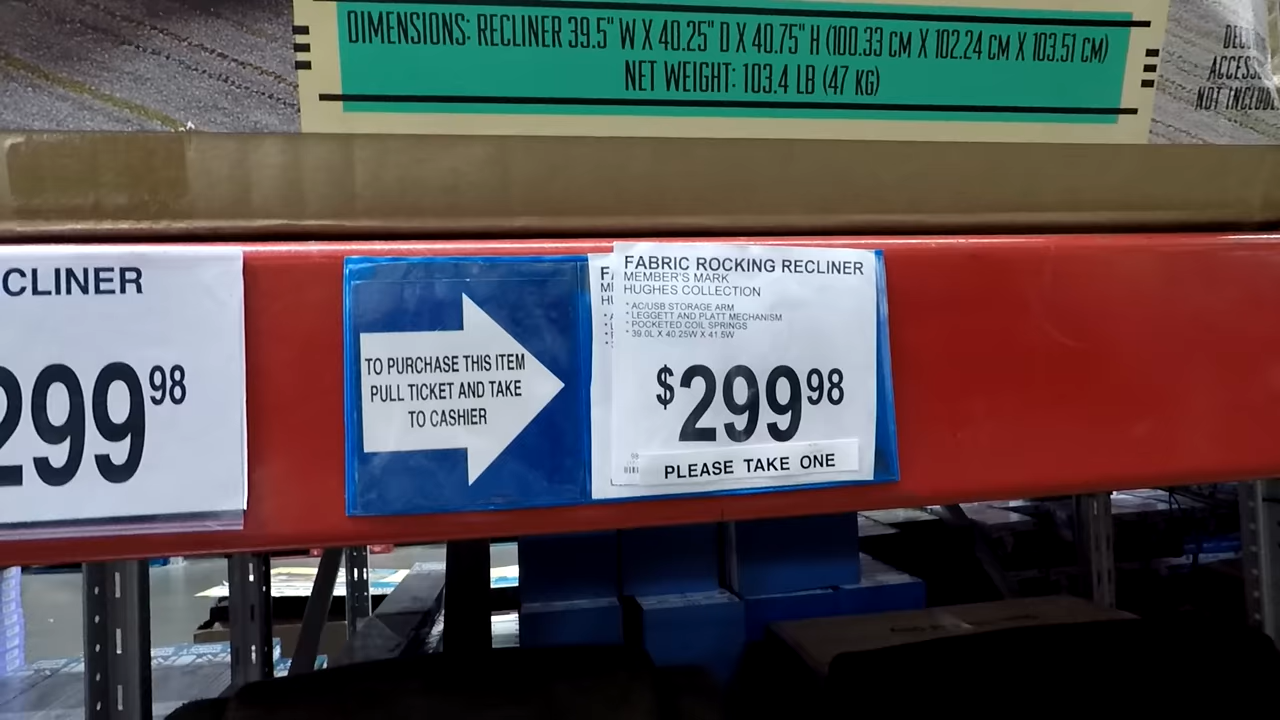 DIMENSIONS: RECLINER 39.5" W X 40.25" D X 40.75" H (100.33 CM X 102.24 CM X 103.51 CM)
NET WEIGHT: 103.4 LB (47 KG)
NOT
CLINER
299 98
TO PURCHASE THIS ITEM
PULL TICKET AND TAKE
TO CASHIER
FABRIC ROCKING RECLINER
MEMBER'S MARK
HUGHES COLLECTION
* AC/USB STORAGE ARM
* LEGGETT AND PLATT MECHANISM
* POCKETED COIL SPRINGS
* 39.0L X 40.25W X 41.5W
$299 98
PLEASE TAKE ONE